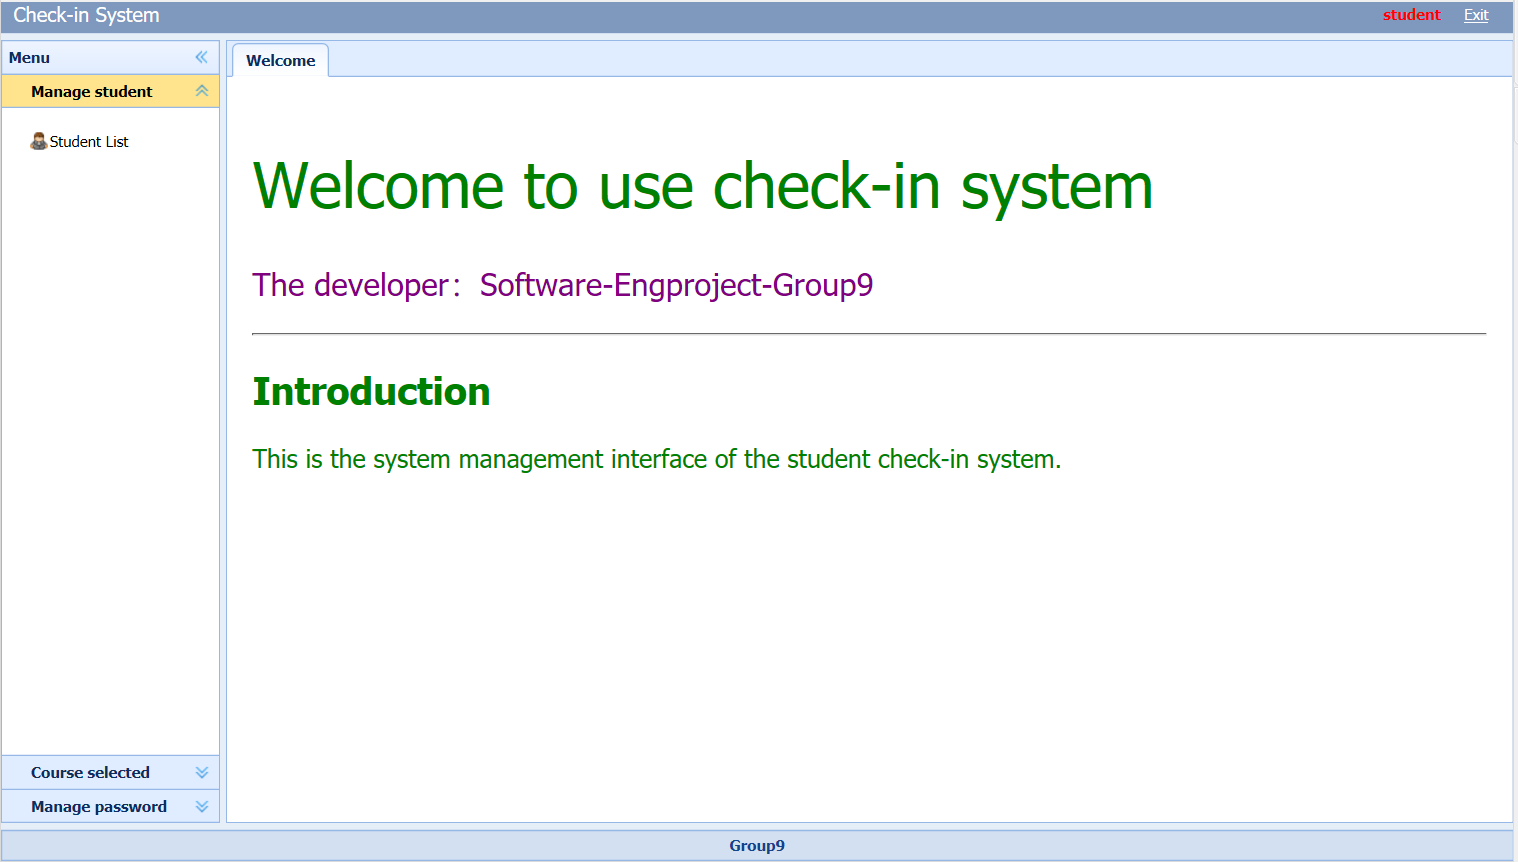 Check-in System
student Exit
Menu
Manage student
Student List
Course selected
Manage password
Welcome
Welcome to use check-in system
The developer：Software-Engproject-Group9
Introduction
This is the system management interface of the student check-in system.
Group9